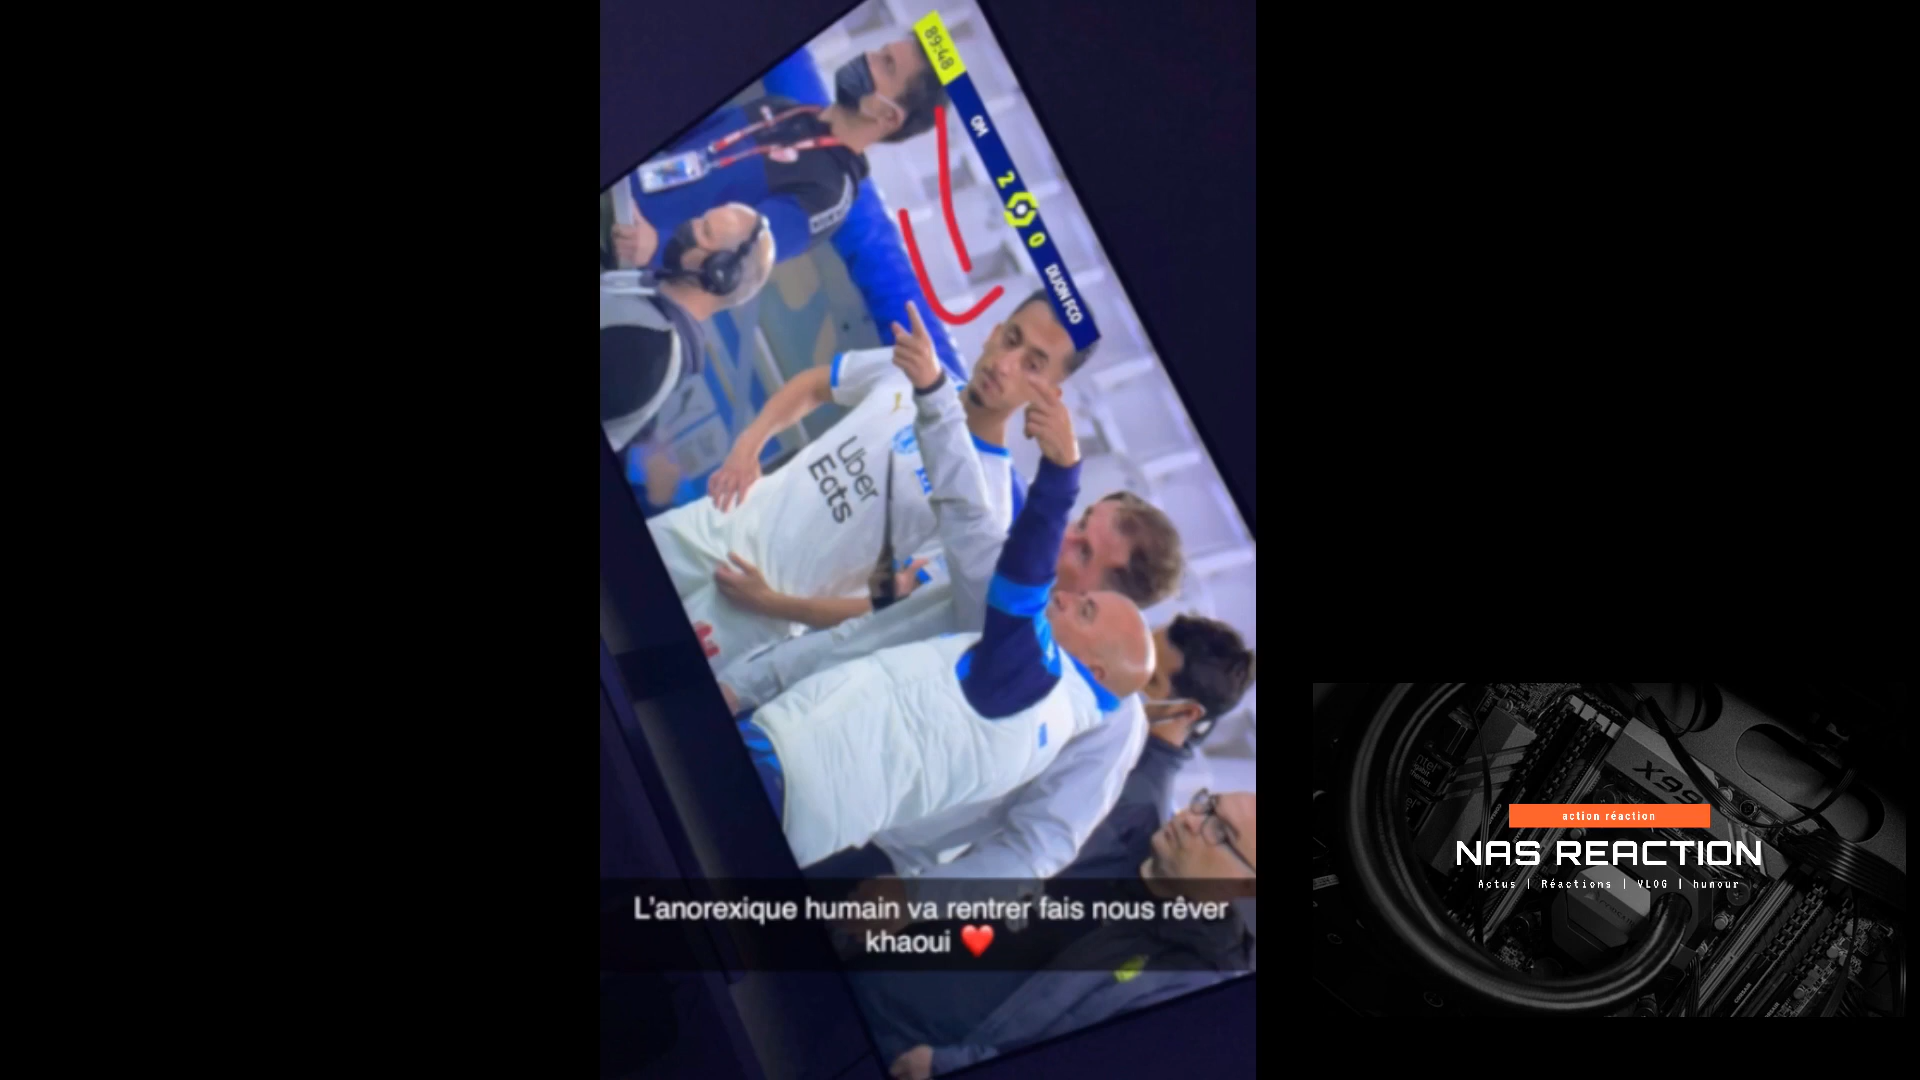 89:48
OM 2 0 DIJON FCO
Uber
Eats
L'anorexique humain va rentrer fais nous rêver
khaoui ❤️
X99
action réaction
NAS REACTION
Actus | Réactions | VLOG | humour